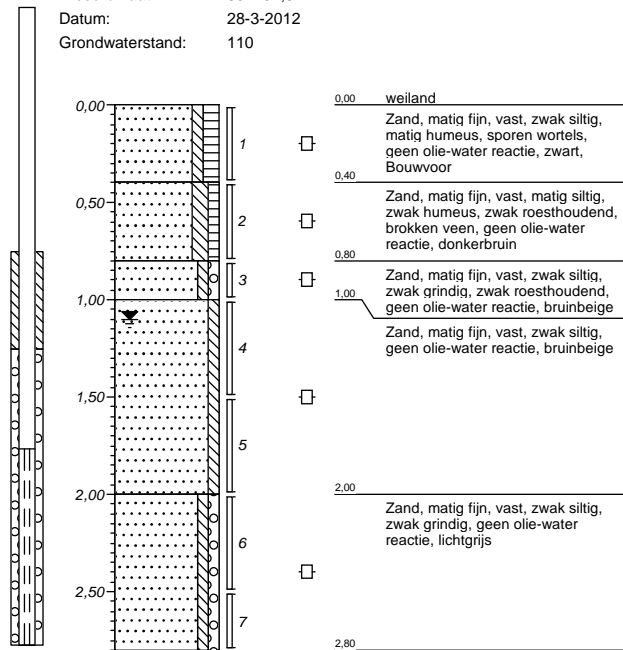 Datum: 28-3-2012
Grondwaterstand: 110
0,00
0,50
1,00
1,50
2,00
2,50
1
2
3
4
5
6
7
0,00 weiland
Zand, matig fijn, vast, zwak siltig,
matig humeus, sporen wortels,
geen olie-water reactie, zwart,
Bouwvoor
0,40
Zand, matig fijn, vast, matig siltig,
zwak humeus, zwak roesthoudend,
brokken veen, geen olie-water
reactie, donkerbruin
0,80
Zand, matig fijn, vast, zwak siltig,
zwak grindig, zwak roesthoudend,
geen olie-water reactie, bruinbeige
1,00
Zand, matig fijn, vast, zwak siltig,
geen olie-water reactie, bruinbeige
2,00
Zand, matig fijn, vast, zwak siltig,
zwak grindig, geen olie-water
reactie, lichtgrijs
2,80